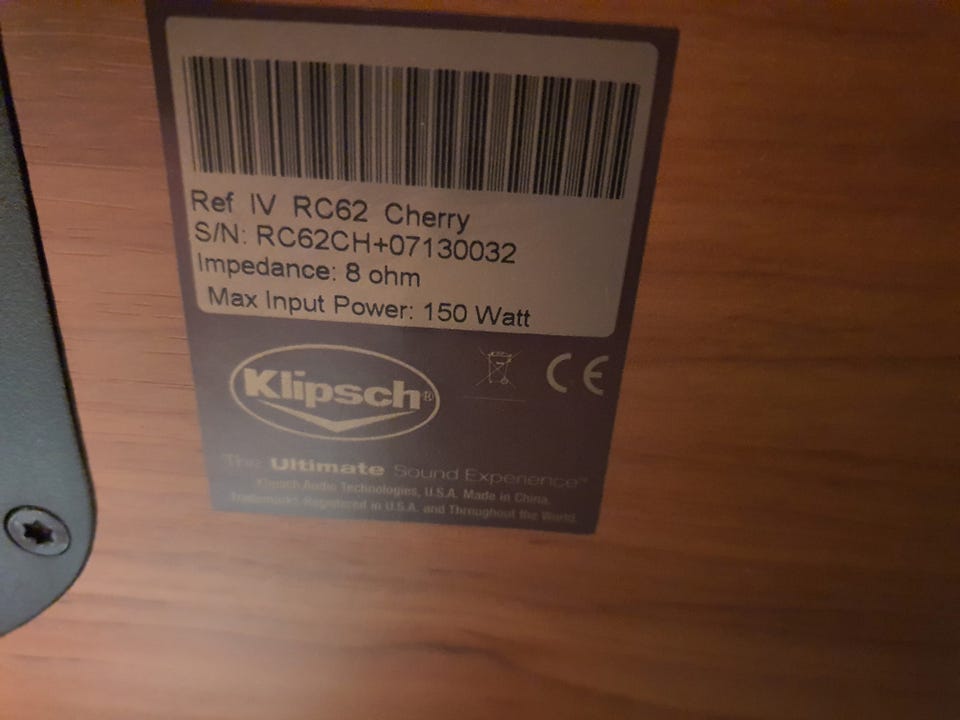 Ref IV RC62 Cherry
S/N: RC62CH+07130032
Impedance: 8 ohm
Max Input Power: 150 Watt
Klipsch®
CE
The Ultimate Sound Experience™
Klipsch Audio Technologies, U.S.A. Made in China.
Trademarks Registered in U.S.A. and Throughout the World.